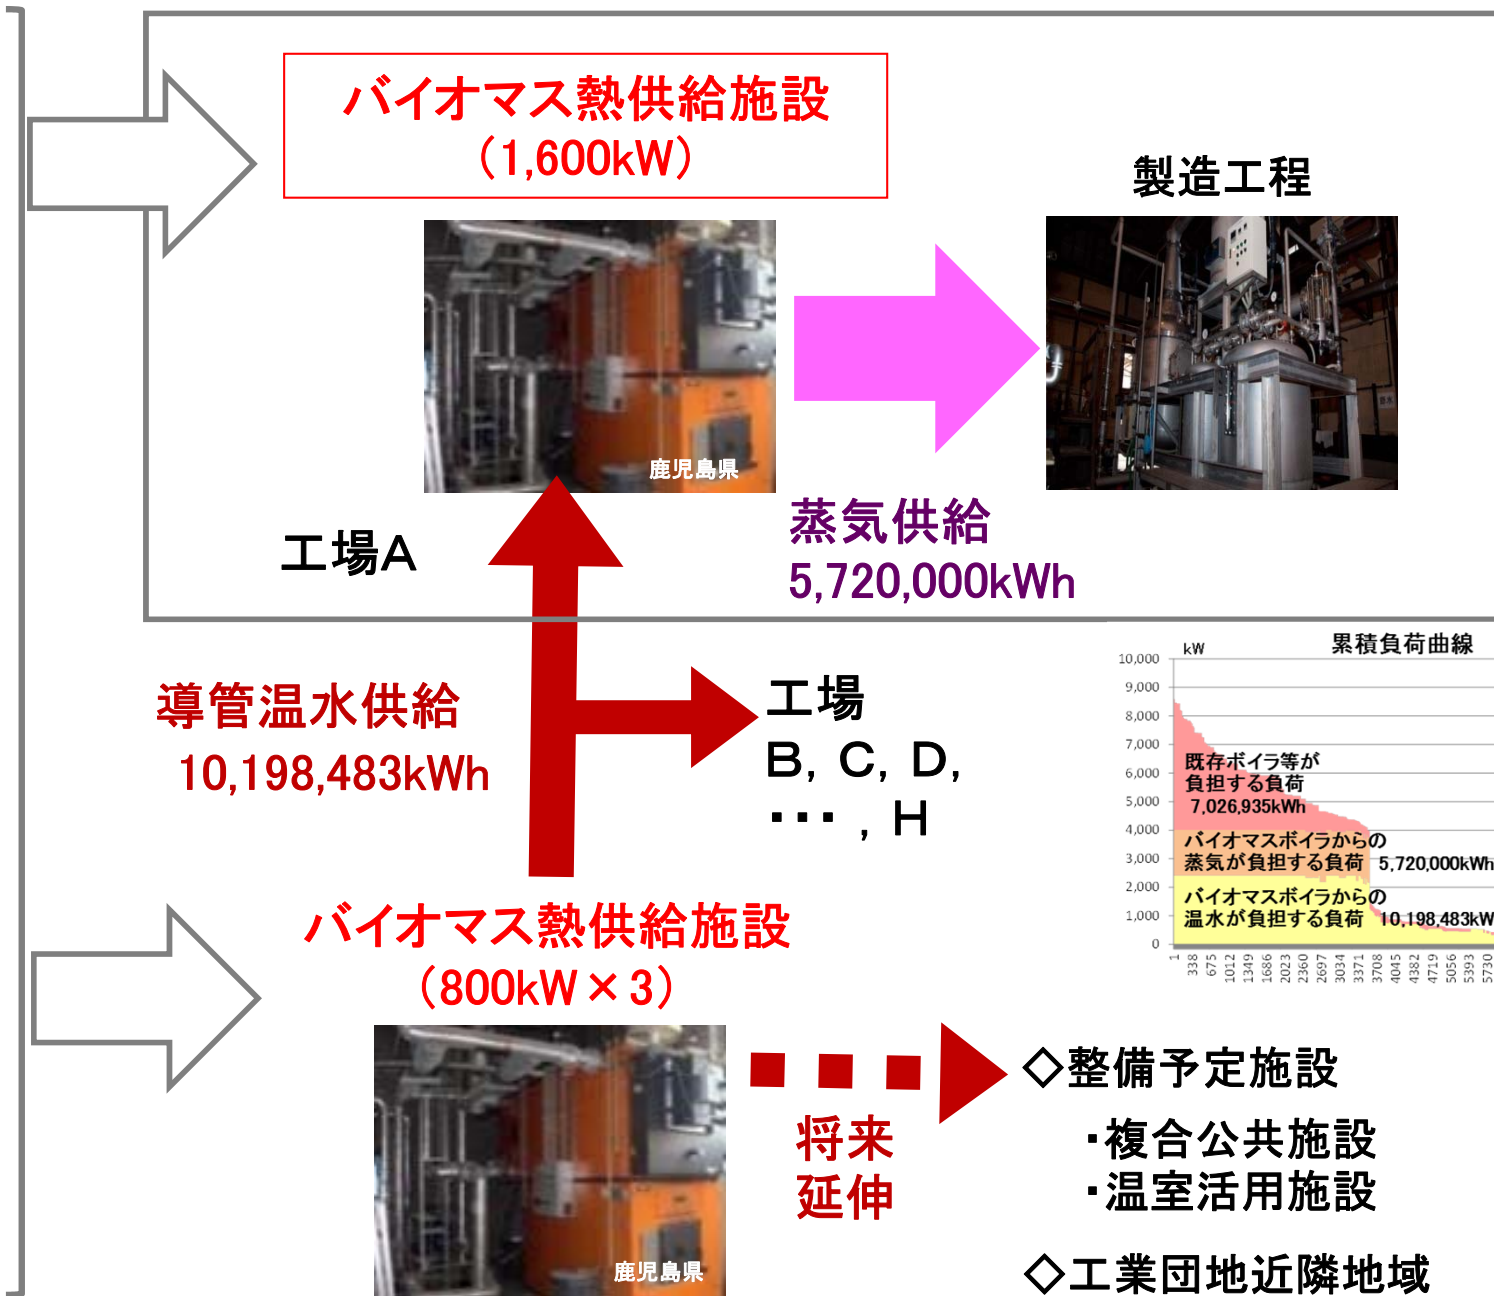 バイオマス熱供給施設
(1,600kW)
製造工程
鹿児島県
蒸気供給
5,720,000kWh
工場A
導管温水供給
10,198,483kWh
工場
B, C, D,
･･･ , H
累積負荷曲線
kW
10,000
9,000
8,000
7,000
6,000
5,000
4,000
3,000
2,000
1,000
0
既存ボイラ等が
負担する負荷
7,026,935kWh
バイオマスボイラからの
蒸気が負担する負荷 5,720,000kWh
バイオマスボイラからの
温水が負担する負荷 10,198,483kW
1 338 675 1012 1349 1686 2023 2360 2697 3034 3371 3708 4045 4382 4719 5056 5393 5730
バイオマス熱供給施設
(800kW×3)
鹿児島県
将来
延伸
◇整備予定施設
・複合公共施設
・温室活用施設
◇工業団地近隣地域